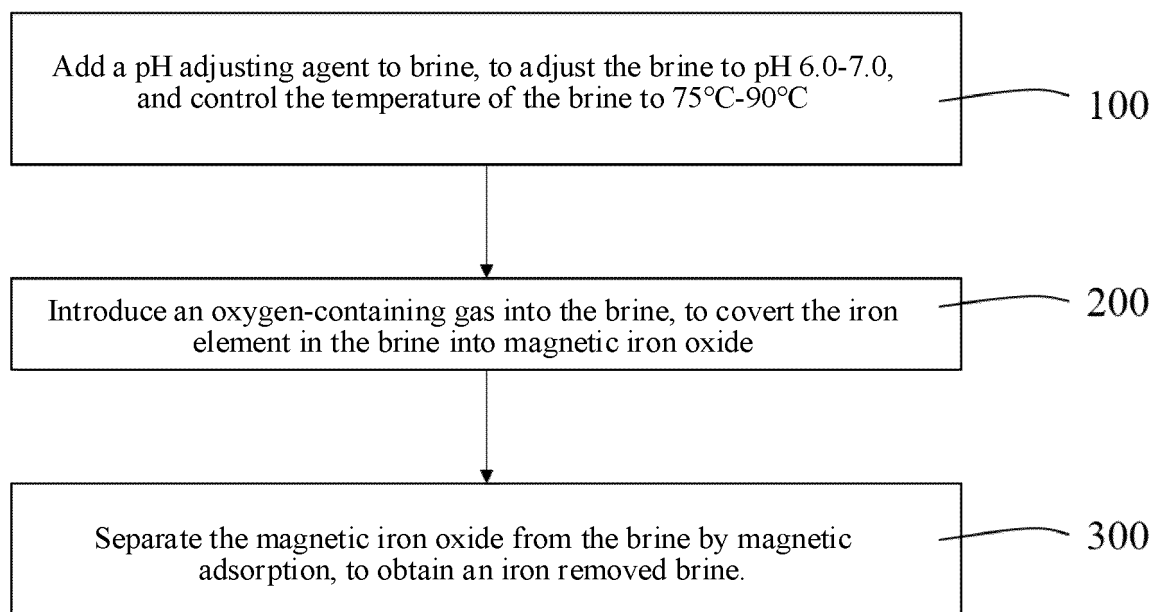 Add a pH adjusting agent to brine, to adjust the brine to pH 6.0-7.0,
and control the temperature of the brine to 75°C-90°C
100
Introduce an oxygen-containing gas into the brine, to covert the iron
element in the brine into magnetic iron oxide
200
Separate the magnetic iron oxide from the brine by magnetic
adsorption, to obtain an iron removed brine.
300